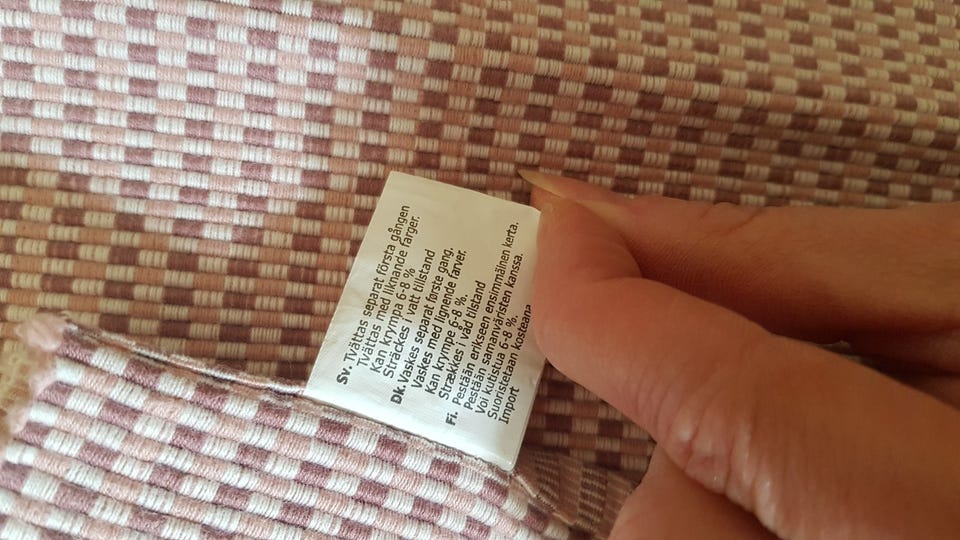 Sv. Tvättas separat första gången
Tvättas med liknande färger.
Kan krympa 6-8 %
Sträckes i vått tillstand
Dk. Vaskes separat første gang.
Vaskes med lignende farver.
Kan krympe 6-8 %.
Strækkes i våd tilstand
Fi. Pestään erikseen ensimmäinen kerta.
Pestään samanväristen kanssa.
Voi kutistua 6-8 %.
Suoristetaan kosteana
Import